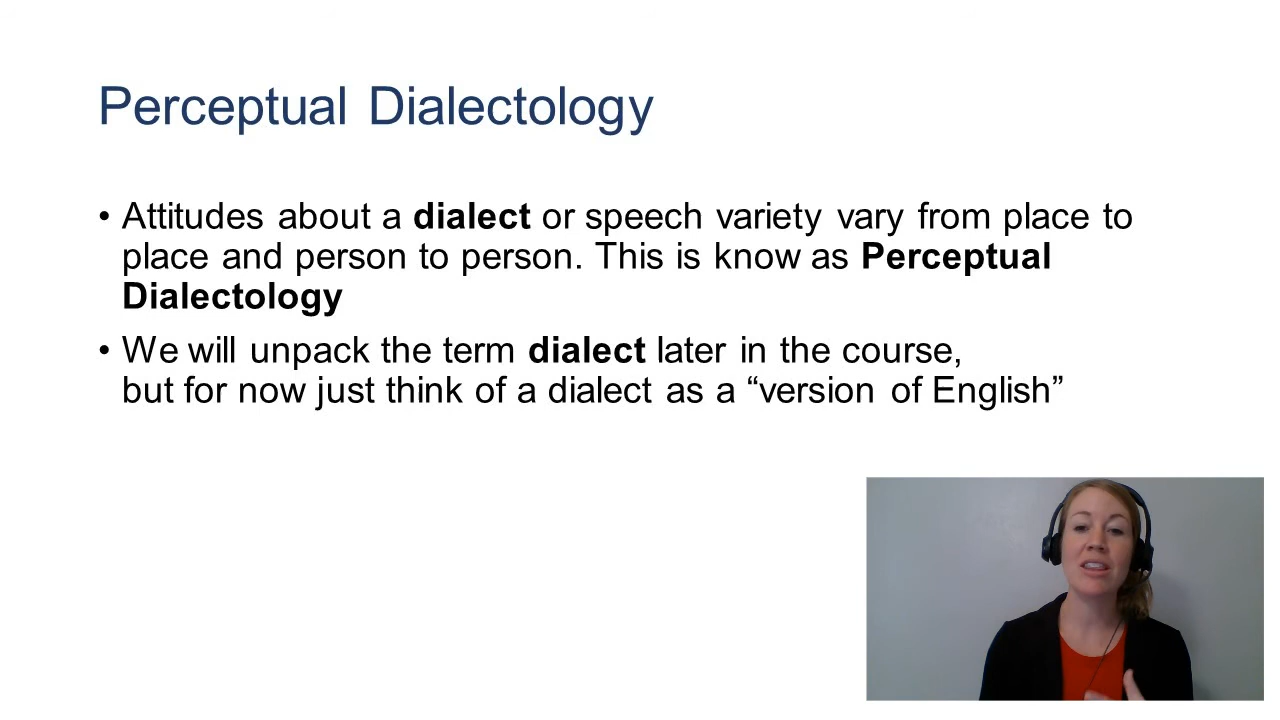 Perceptual Dialectology
• Attitudes about a dialect or speech variety vary from place to
place and person to person. This is know as Perceptual
Dialectology
• We will unpack the term dialect later in the course,
but for now just think of a dialect as a “version of English”